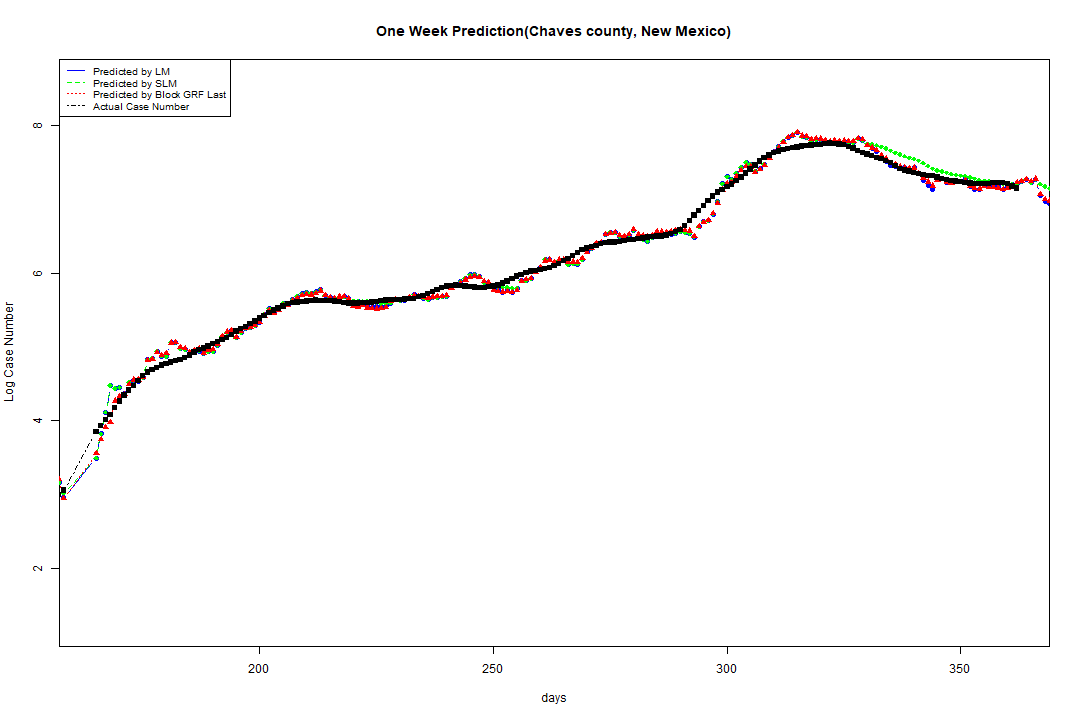 One Week Prediction(Chaves county, New Mexico)
Predicted by LM
Predicted by SLM
Predicted by Block GRF Last
Actual Case Number
8
6
4
2
Log Case Number
200 250 300 350
days